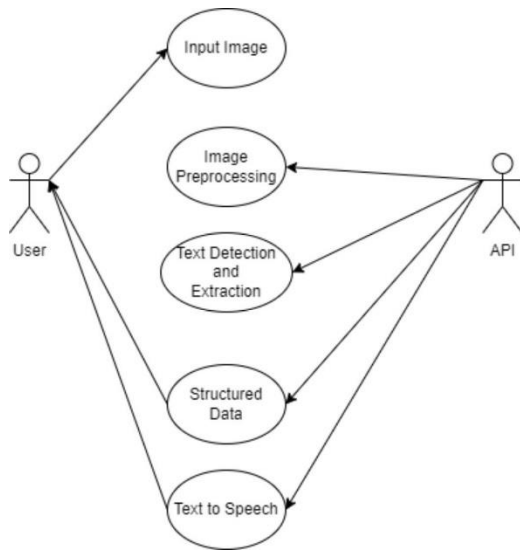 Input Image
Image
Preprocessing
User
API
Text Detection
and
Extraction
Structured
Data
Text to Speech